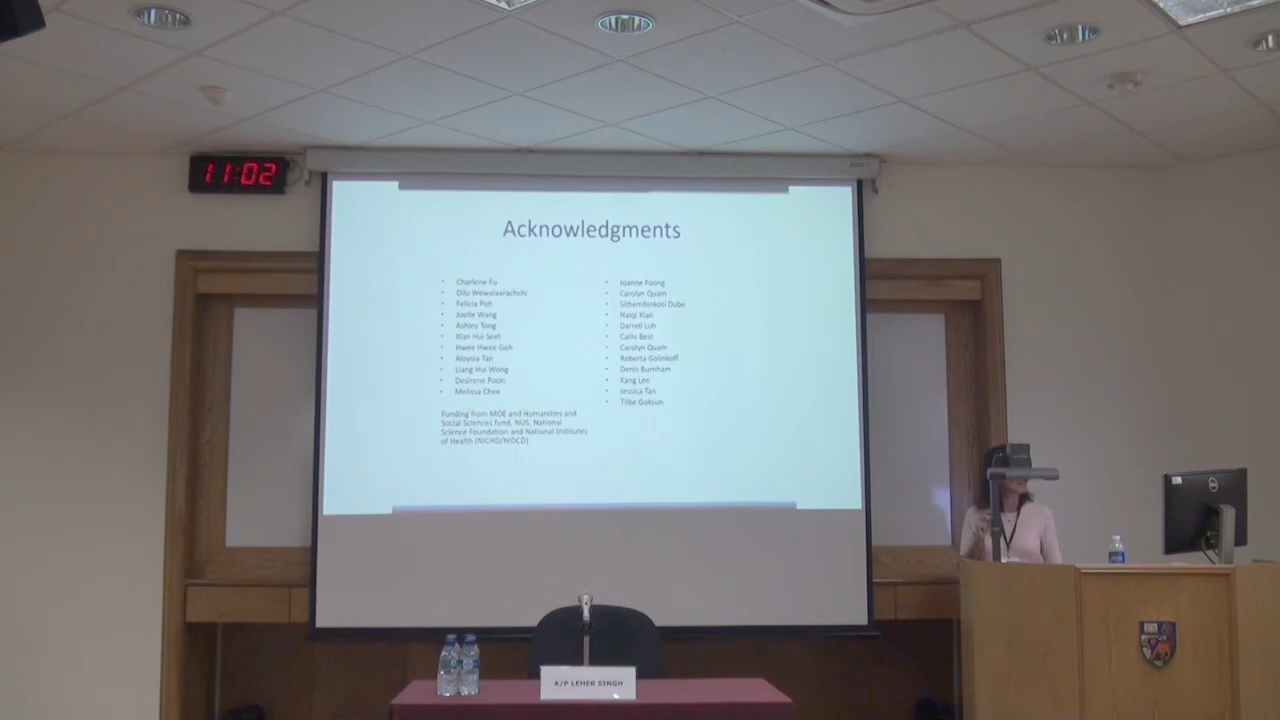 11:02
Acknowledgments
• Charlene Fu
• Dilu Wewalaarachchi
• Felicia Poh
• Joelle Wang
• Ashley Tong
• Xian Hui Seet
• Hwee Hwee Goh
• Aloysia Tan
• Liang Hui Wong
• Desirene Poon
• Melissa Chee
Funding from MOE and Humanities and
Social Sciences fund, NUS, National
Science Foundation and National Institutes
of Health (NICHD/NIDCD)
• Joanne Foong
• Carolyn Quam
• Sithembinkosi Dube
• Naiqi Xiao
• Darrell Loh
• Cathi Best
• Carolyn Quam
• Roberta Golinkoff
• Denis Burnham
• Kang Lee
• Jessica Tan
• Tilbe Goksun
DELL
A/P LEHER SINGH